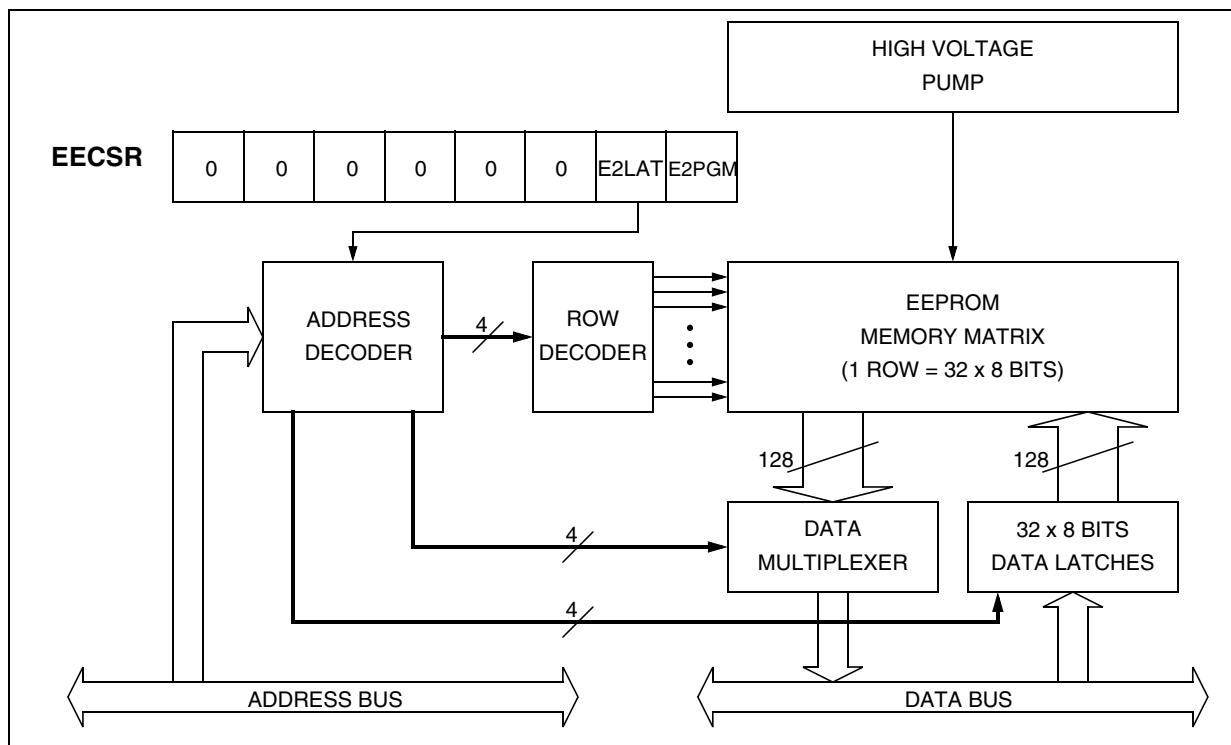 HIGH VOLTAGE
PUMP
EECSR
0 0 0 0 0 0 E2LAT E2PGM
ADDRESS
DECODER
4
ROW
DECODER
EEPROM
MEMORY MATRIX
(1 ROW = 32 x 8 BITS)
128
128
4
DATA
MULTIPLEXER
32 x 8 BITS
DATA LATCHES
4
ADDRESS BUS
DATA BUS